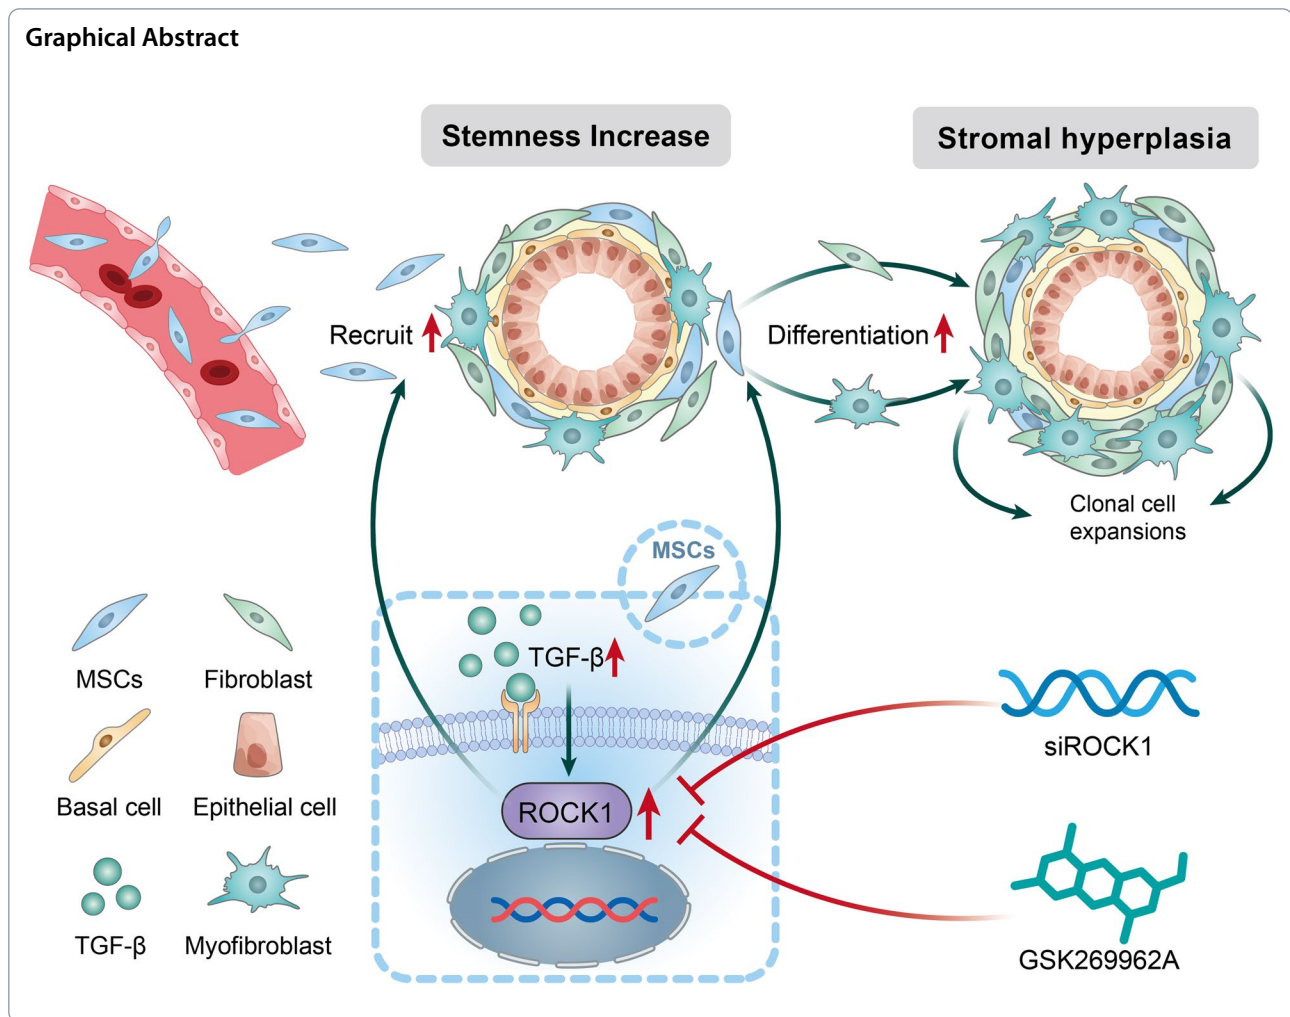 Graphical Abstract
Stemness Increase
Stromal hyperplasia
Recruit
Differentiation
Clonal cell
expansions
MSCs
TGF-β
ROCK1
MSCs
Fibroblast
Basal cell
Epithelial cell
TGF-β
Myofibroblast
siROCK1
GSK269962A